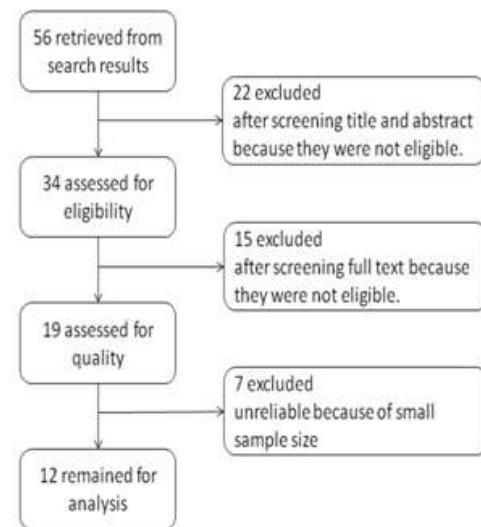 56 retrieved from
search results
22 excluded
after screening title and abstract
because they were not eligible.
34 assessed for
eligibility
15 excluded
after screening full text because
they were not eligible.
19 assessed for
quality
7 excluded
unreliable because of small
sample size
12 remained for
analysis